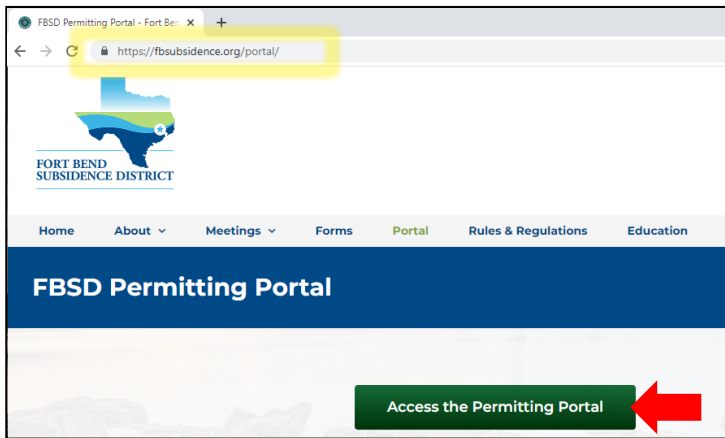 FBSD Permitting Portal - Fort Ben
https://fbsubsidence.org/portal/
FORT BEND
SUBSIDENCE DISTRICT
Home About Meetings Forms Portal Rules & Regulations Education
FBSD Permitting Portal
Access the Permitting Portal